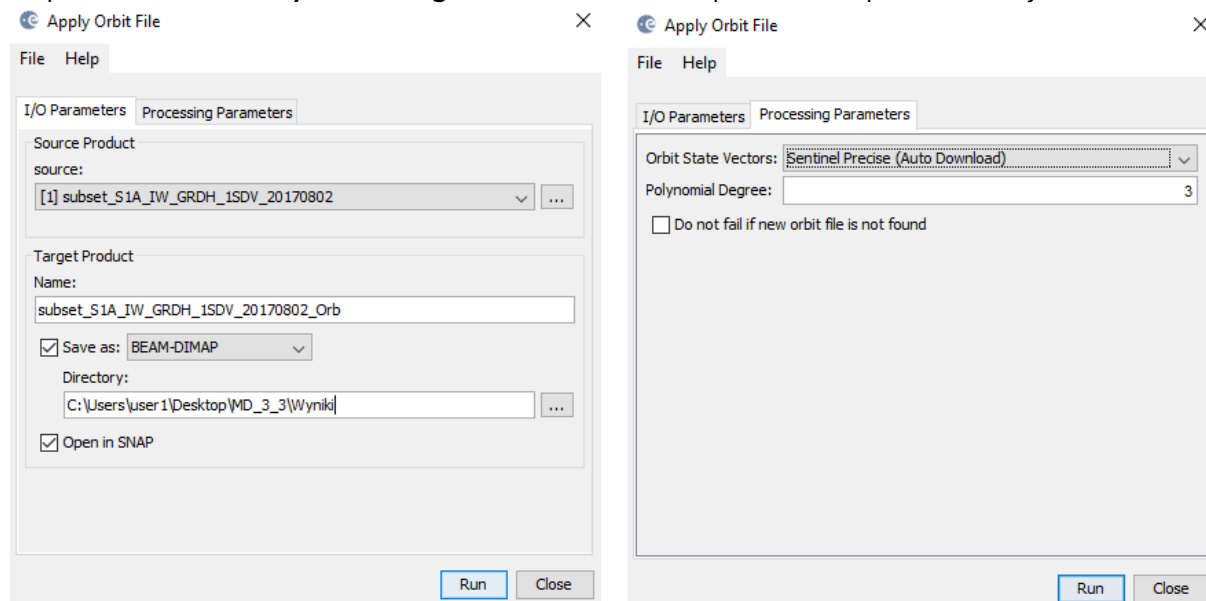 Apply Orbit File
File Help
I/O Parameters Processing Parameters
Source Product
source:
[1] subset_S1A_IW_GRDH_1SDV_20170802
...
Target Product
Name:
subset_S1A_IW_GRDH_1SDV_20170802_Orb
Save as: BEAM-DIMAP
Directory:
C:\Users\user1\Desktop\MD_3_3\Wyniki
...
Open in SNAP
Run Close
Apply Orbit File
File Help
I/O Parameters Processing Parameters
Orbit State Vectors: Sentinel Precise (Auto Download)
Polynomial Degree: 3
Do not fail if new orbit file is not found
Run Close